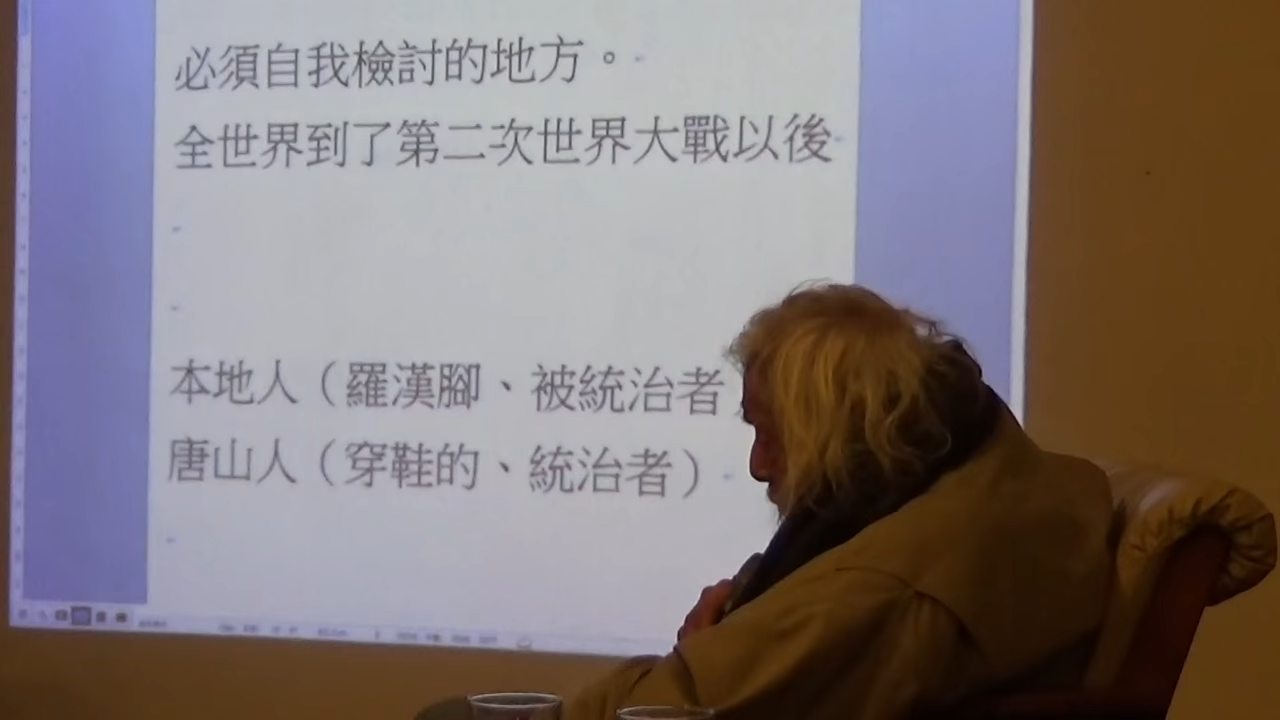 必須自我檢討的地方。
全世界到了第二次世界大戰以後
本地人（羅漢腳、被統治者
唐山人（穿鞋的、統治者）